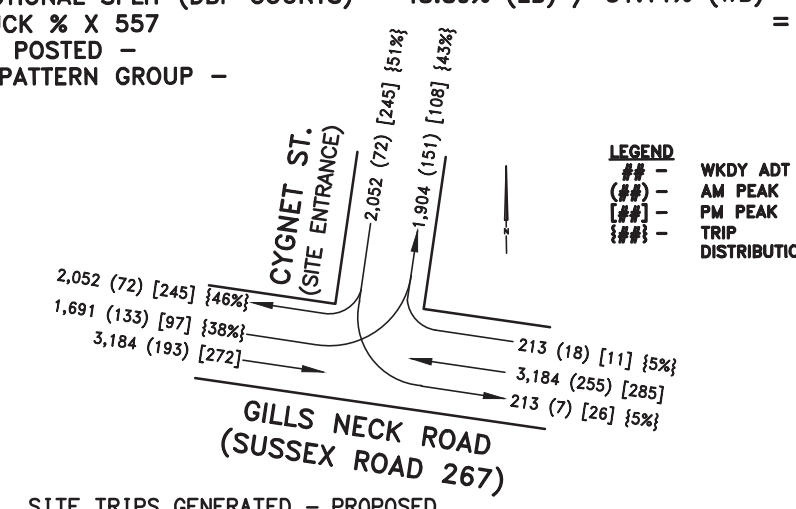 POSTED –
PATTERN GROUP –
UCK % X 557 =
2,052 (72) [245] {51%}
1,904 (151) [108] {43%}
CYGNET ST.
(SITE ENTRANCE)
N
LEGEND
## – WKDY ADT
(##) – AM PEAK
[##] – PM PEAK
{##} – TRIP
DISTRIBUTIO
2,052 (72) [245] {46%}
1,691 (133) [97] {38%}
3,184 (193) [272]
213 (18) [11] {5%}
3,184 (255) [285]
213 (7) [26] {5%}
GILLS NECK ROAD
(SUSSEX ROAD 267)
SITE TRIPS GENERATED – PROPOSED